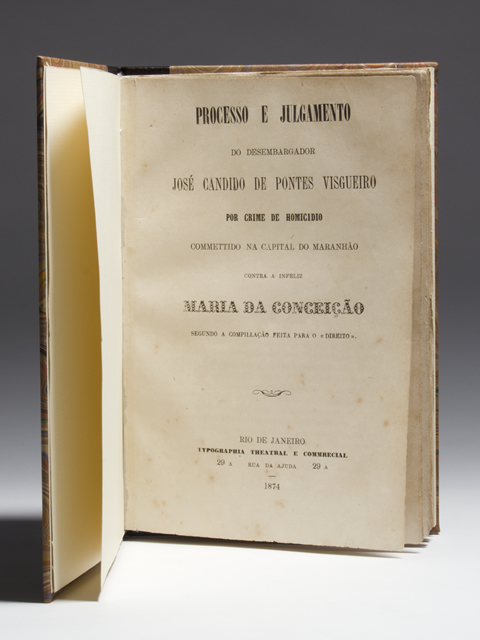 PROCESSO E JULGAMENTO
DO DESEMBARGADOR
JOSÉ CANDIDO DE PONTES VISGUEIRO
POR CRIME DE HOMICIDIO
COMMETTIDO NA CAPITAL DO MARANHÃO
CONTRA A INFELIZ
MARIA DA CONCEIÇÃO
SEGUNDO A COMPILLAÇÃO FEITA PARA O «DIREITO».
RIO DE JANEIRO
TYPOGRAPHIA THEATRAL E COMMERCIAL
29 A RUA DA AJUDA 29 A
1874